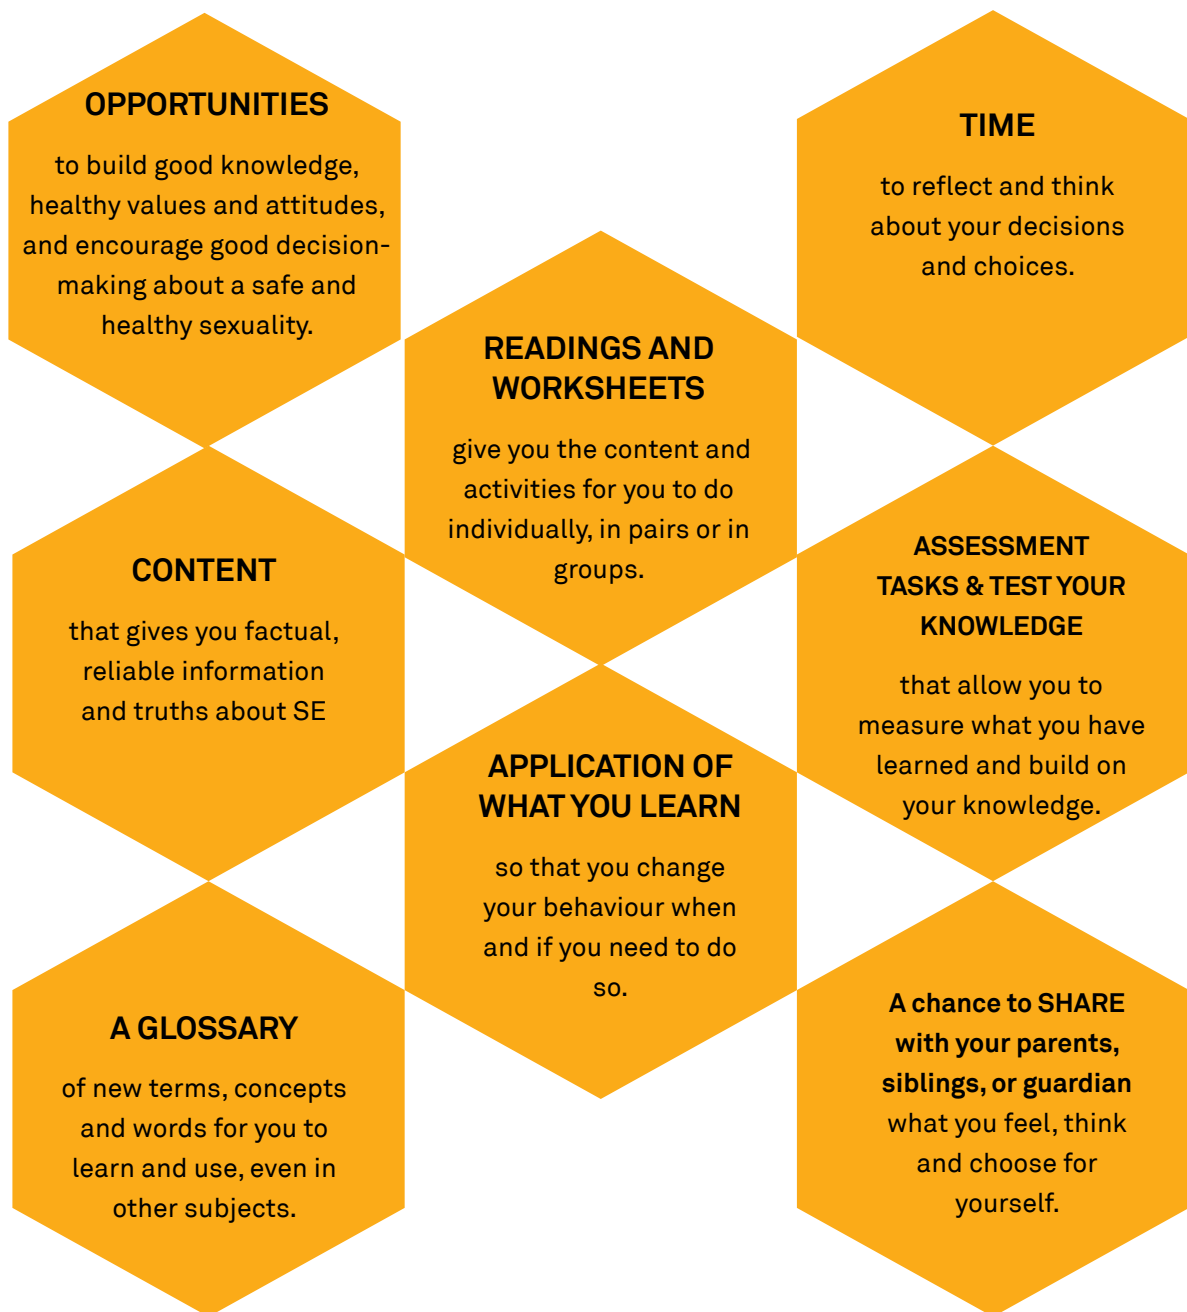 OPPORTUNITIES
to build good knowledge,
healthy values and attitudes,
and encourage good decision-
making about a safe and
healthy sexuality.
TIME
to reflect and think
about your decisions
and choices.
READINGS AND
WORKSHEETS
give you the content and
activities for you to do
individually, in pairs or in
groups.
CONTENT
that gives you factual,
reliable information
and truths about SE
ASSESSMENT
TASKS & TEST YOUR
KNOWLEDGE
that allow you to
measure what you have
learned and build on
your knowledge.
APPLICATION OF
WHAT YOU LEARN
so that you change
your behaviour when
and if you need to do
so.
A GLOSSARY
of new terms, concepts
and words for you to
learn and use, even in
other subjects.
A chance to SHARE
with your parents,
siblings, or guardian
what you feel, think
and choose for
yourself.